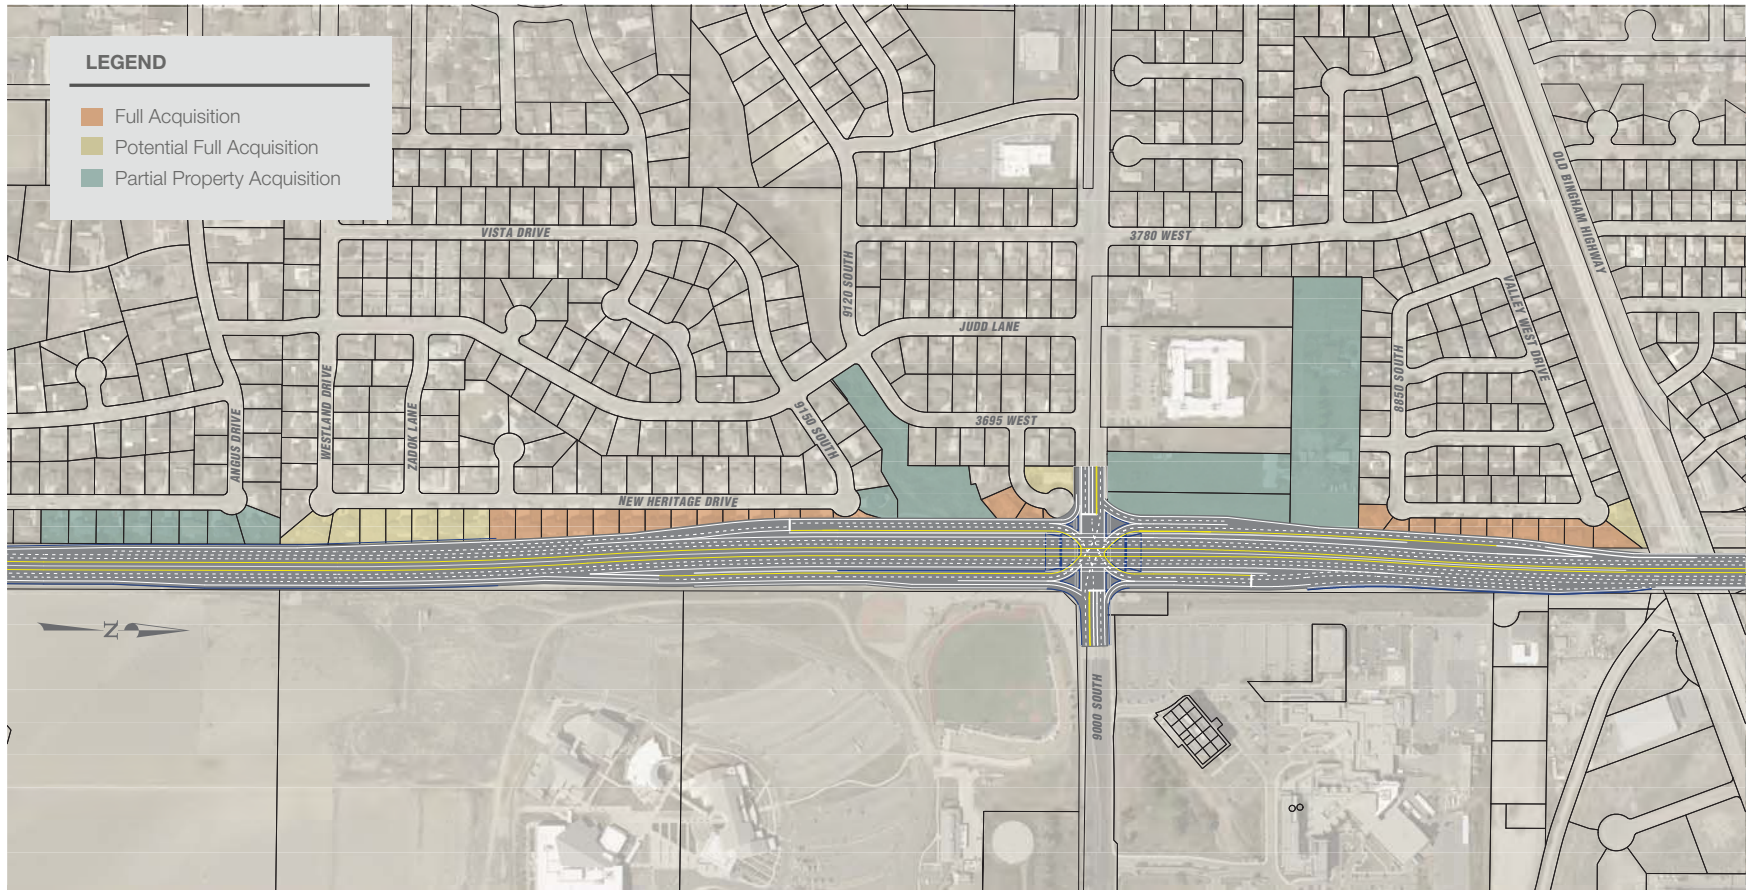 LEGEND
Full Acquisition
Potential Full Acquisition
Partial Property Acquisition
VISTA DRIVE
9120 SOUTH
3780 WEST
OLD BINGHAM HIGHWAY
JUDD LANE
VALLEY WEST DRIVE
8850 SOUTH
ANGUS DRIVE
WESTLAND DRIVE
ZADOK LANE
9150 SOUTH
3695 WEST
NEW HERITAGE DRIVE
N
9000 SOUTH